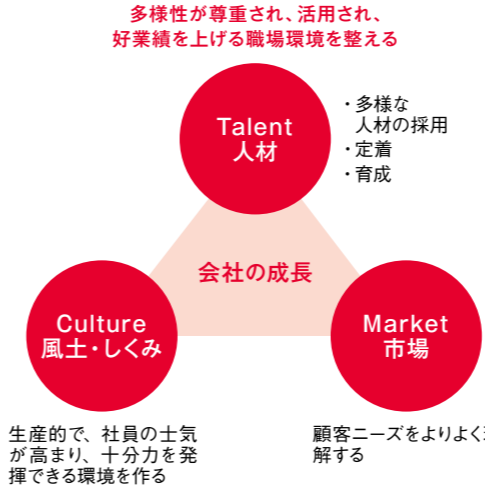 多様性が尊重され、活用され、
好業績を上げる職場環境を整える
Talent
人材
・多様な
人材の採用
・定着
・育成
会社の成長
Culture
風土・しくみ
Market
市場
生産的で、社員の士気
が高まり、十分力を発
揮できる環境を作る
顧客ニーズをよりよく
解する